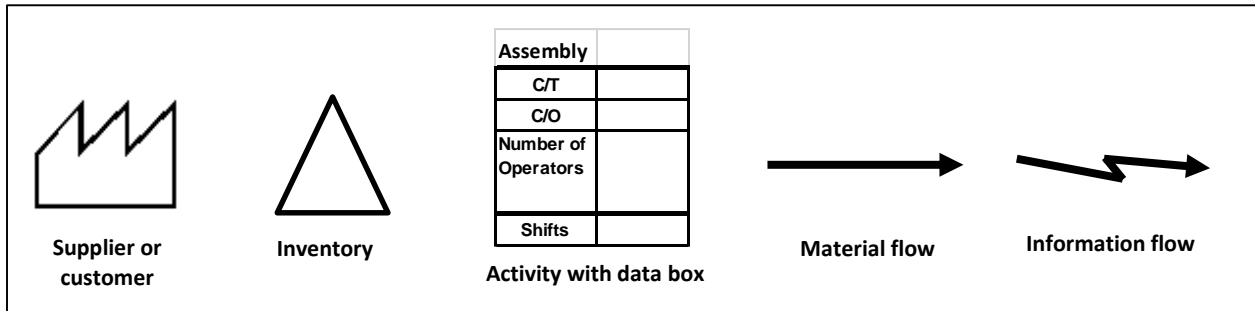 Assembly
C/T
C/O
Number of
Operators
Shifts
Supplier or
customer
Inventory
Activity with data box
Material flow
Information flow